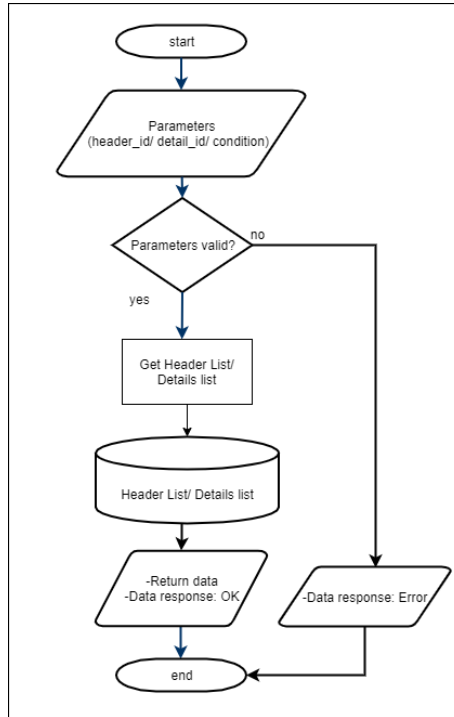 start
Parameters
(header_id/ detail_id/ condition)
Parameters valid?
no
yes
Get Header List/
Details list
Header List/ Details list
-Return data
-Data response: OK
-Data response: Error
end